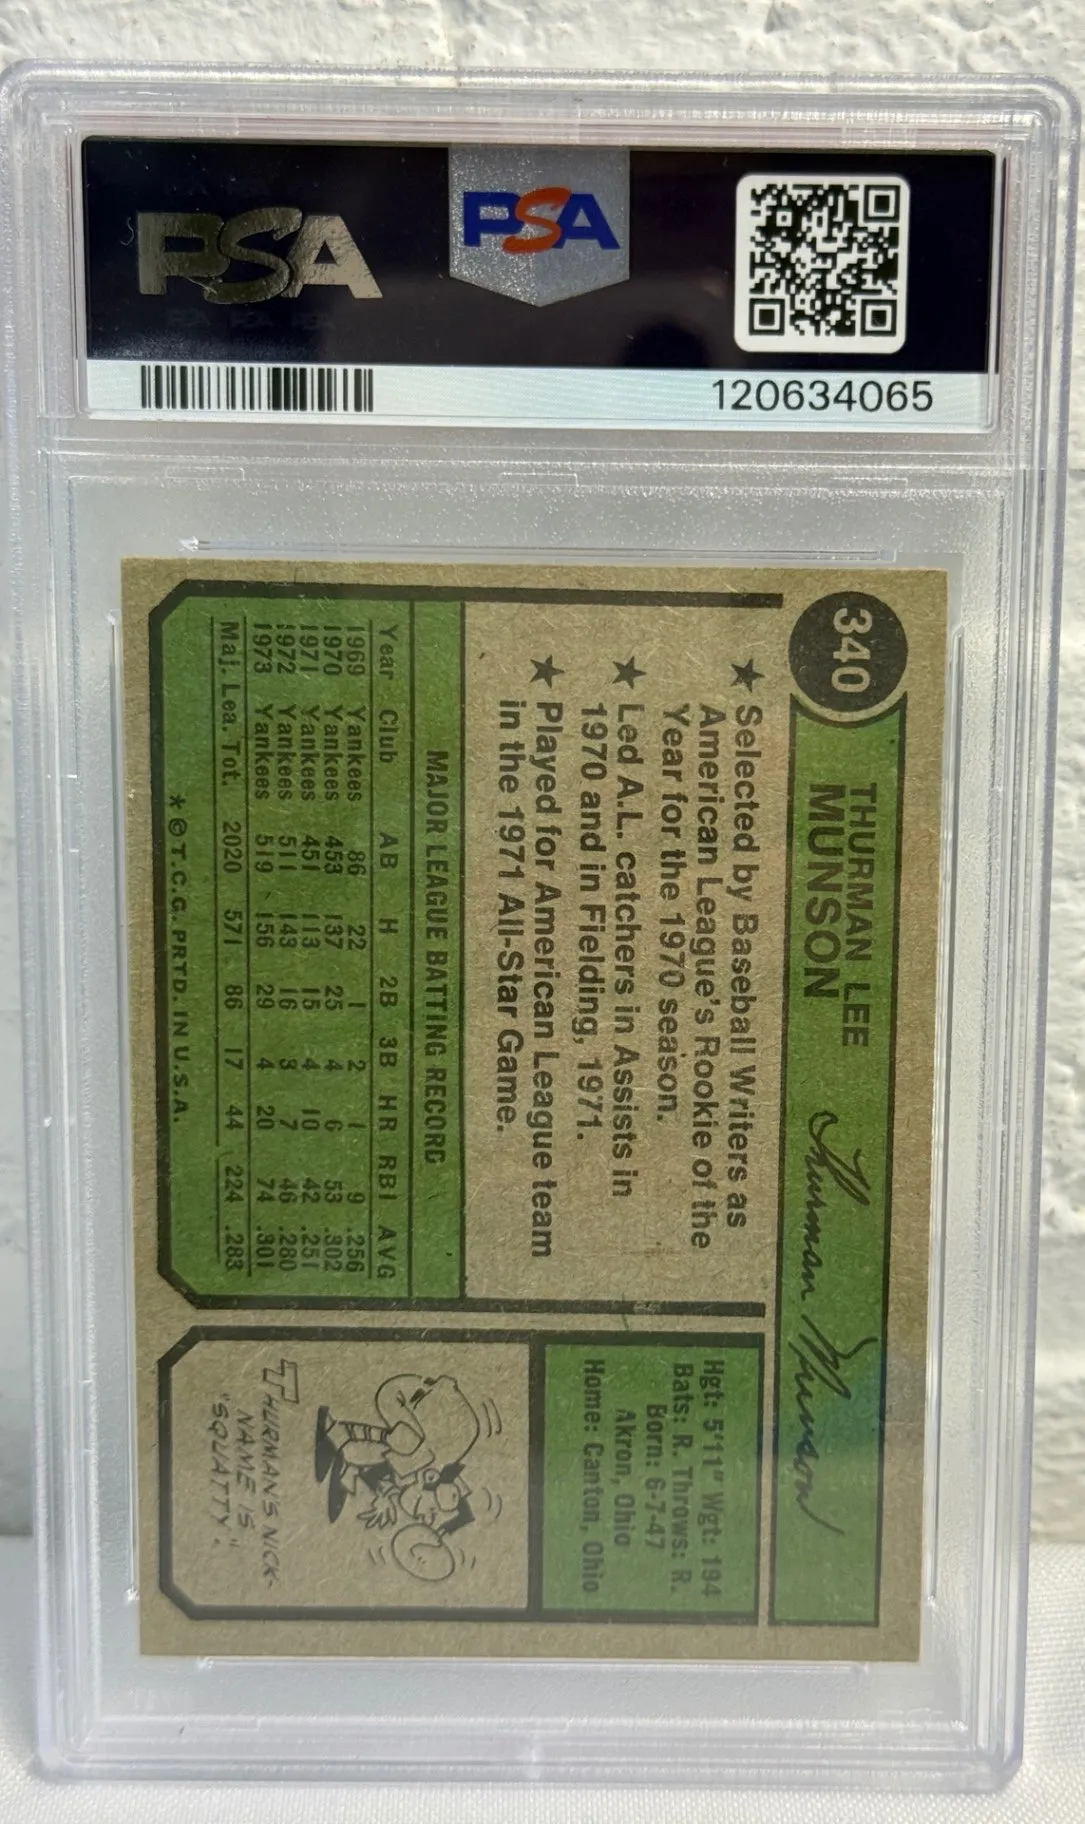 PSA
PSA
120634065
340
THURMAN LEE
MUNSON
Thurman Munson
★ Selected by Baseball Writers as
American League's Rookie of the
Year for the 1970 season.
★ Led A.L. catchers in Assists in
1970 and in Fielding, 1971.
★ Played for American League team
in the 1971 All-Star Game.
MAJOR LEAGUE BATTING RECORD
Year Club AB H 2B 3B HR RBI AVG
1969 Yankees 86 22 1 2 1 9 .256
1970 Yankees 453 137 25 4 6 53 .302
1971 Yankees 451 113 15 4 10 42 .251
1972 Yankees 511 143 16 3 7 46 .280
1973 Yankees 519 156 29 4 20 74 .301
Maj. Lea. Tot. 2020 571 86 17 44 224 .283
* © T.C.G. PRTD. IN U.S.A.
Hgt: 5'11" Wgt: 194
Bats: R. Throws: R.
Born: 6-7-47
Akron, Ohio
Home: Canton, Ohio
THURMAN'S NICK-
NAME IS
"SQUATTY".